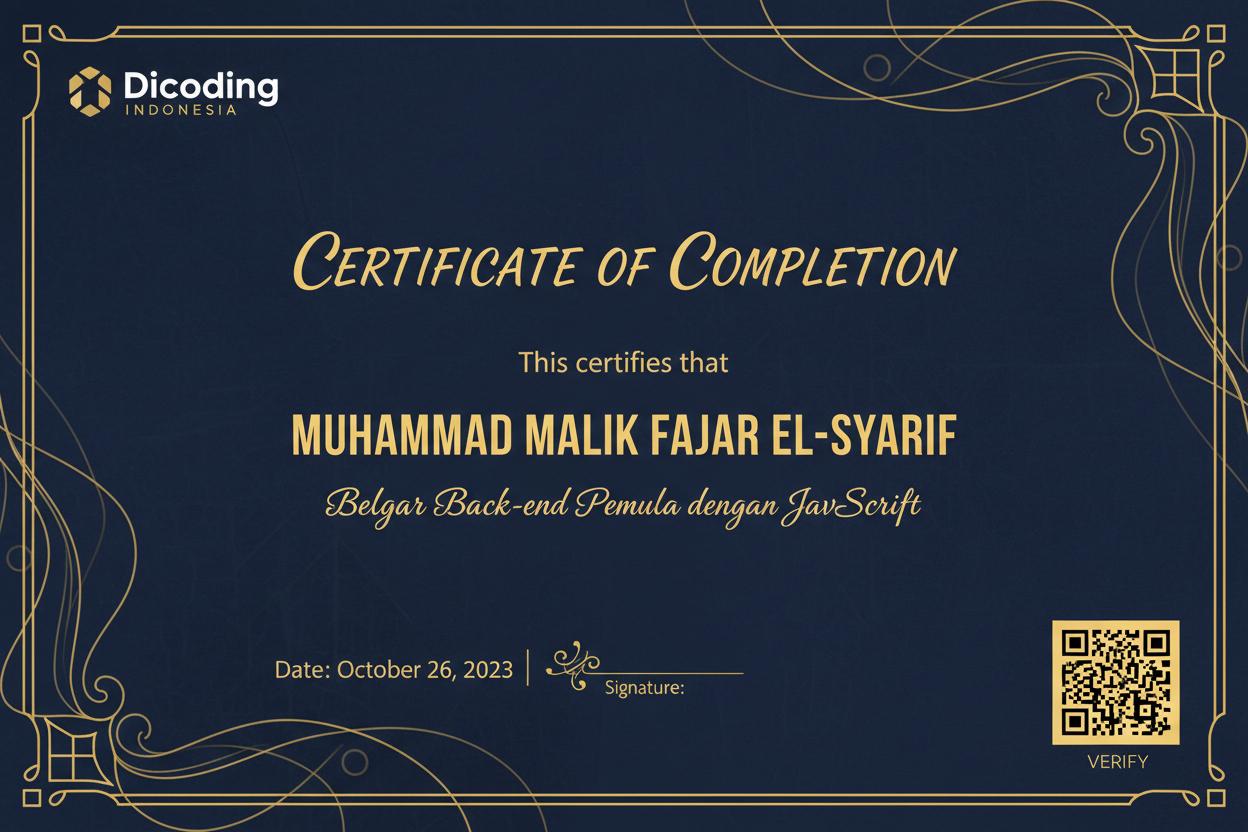 Dicoding
INDONESIA
CERTIFICATE OF COMPLETION
This certifies that
MUHAMMAD MALIK FAJAR EL-SYARIF
Belgar Back-end Pemula dengan JavScrift
Date: October 26, 2023
Signature:
VERIFY